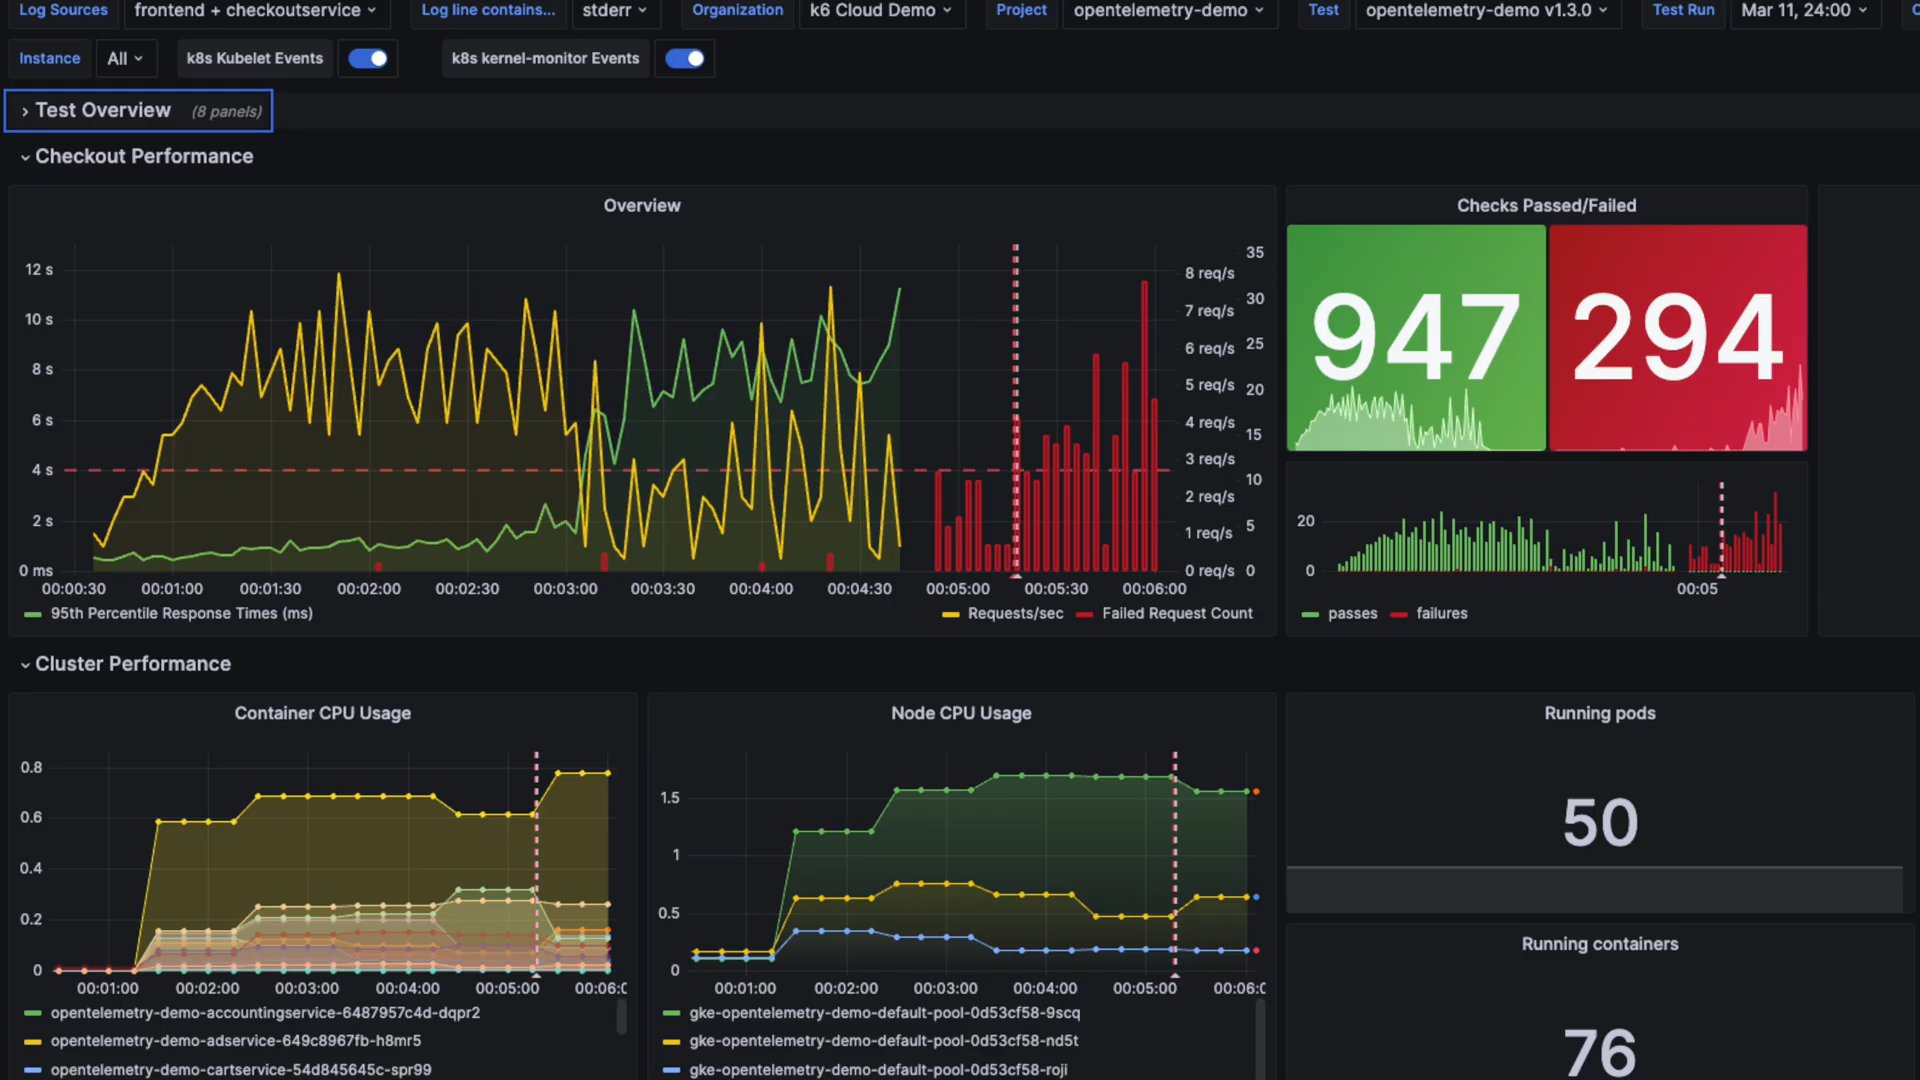 Log Sources frontend + checkoutservice Log line contains... stderr Organization k6 Cloud Demo Project opentelemetry-demo Test opentelemetry-demo v1.3.0 Test Run Mar 11, 24:00
Instance All k8s Kubelet Events k8s kernel-monitor Events
Test Overview (8 panels)
Checkout Performance
Overview
12 s
10 s
8 s
6 s
4 s
2 s
0 ms
8 req/s
7 req/s
6 req/s
5 req/s
4 req/s
3 req/s
2 req/s
1 req/s
0 req/s
35
30
25
20
15
10
5
0
00:00:30 00:01:00 00:01:30 00:02:00 00:02:30 00:03:00 00:03:30 00:04:00 00:04:30 00:05:00 00:05:30 00:06:00
95th Percentile Response Times (ms) Requests/sec Failed Request Count
Checks Passed/Failed
947 294
20
0
00:05
passes failures
Cluster Performance
Container CPU Usage
0.8
0.6
0.4
0.2
0
00:01:00 00:02:00 00:03:00 00:04:00 00:05:00 00:06:0
opentelemetry-demo-accountingservice-6487957c4d-dqpr2
opentelemetry-demo-adservice-649c8967fb-h8mr5
opentelemetry-demo-cartservice-54d845645c-spr99
Node CPU Usage
1.5
1
0.5
0
00:01:00 00:02:00 00:03:00 00:04:00 00:05:00 00:06:0
gke-opentelemetry-demo-default-pool-0d53cf58-9scq
gke-opentelemetry-demo-default-pool-0d53cf58-nd5t
gke-opentelemetry-demo-default-pool-0d53cf58-roji
Running pods
50
Running containers
76